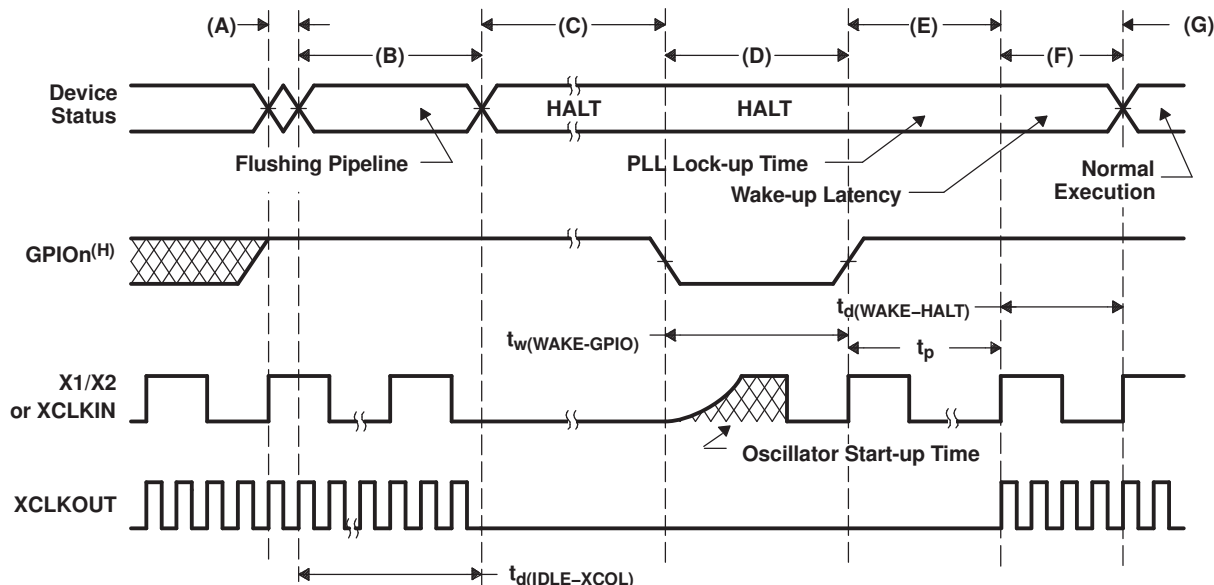 (A) (B) (C) (D) (E) (F) (G)
Device
Status
HALT HALT
Flushing Pipeline
PLL Lock-up Time
Wake-up Latency
Normal
Execution
GPIOn(H)
td(WAKE−HALT)
tw(WAKE-GPIO)
tp
X1/X2
or XCLKIN
Oscillator Start-up Time
XCLKOUT
td(IDLE−XCOL)